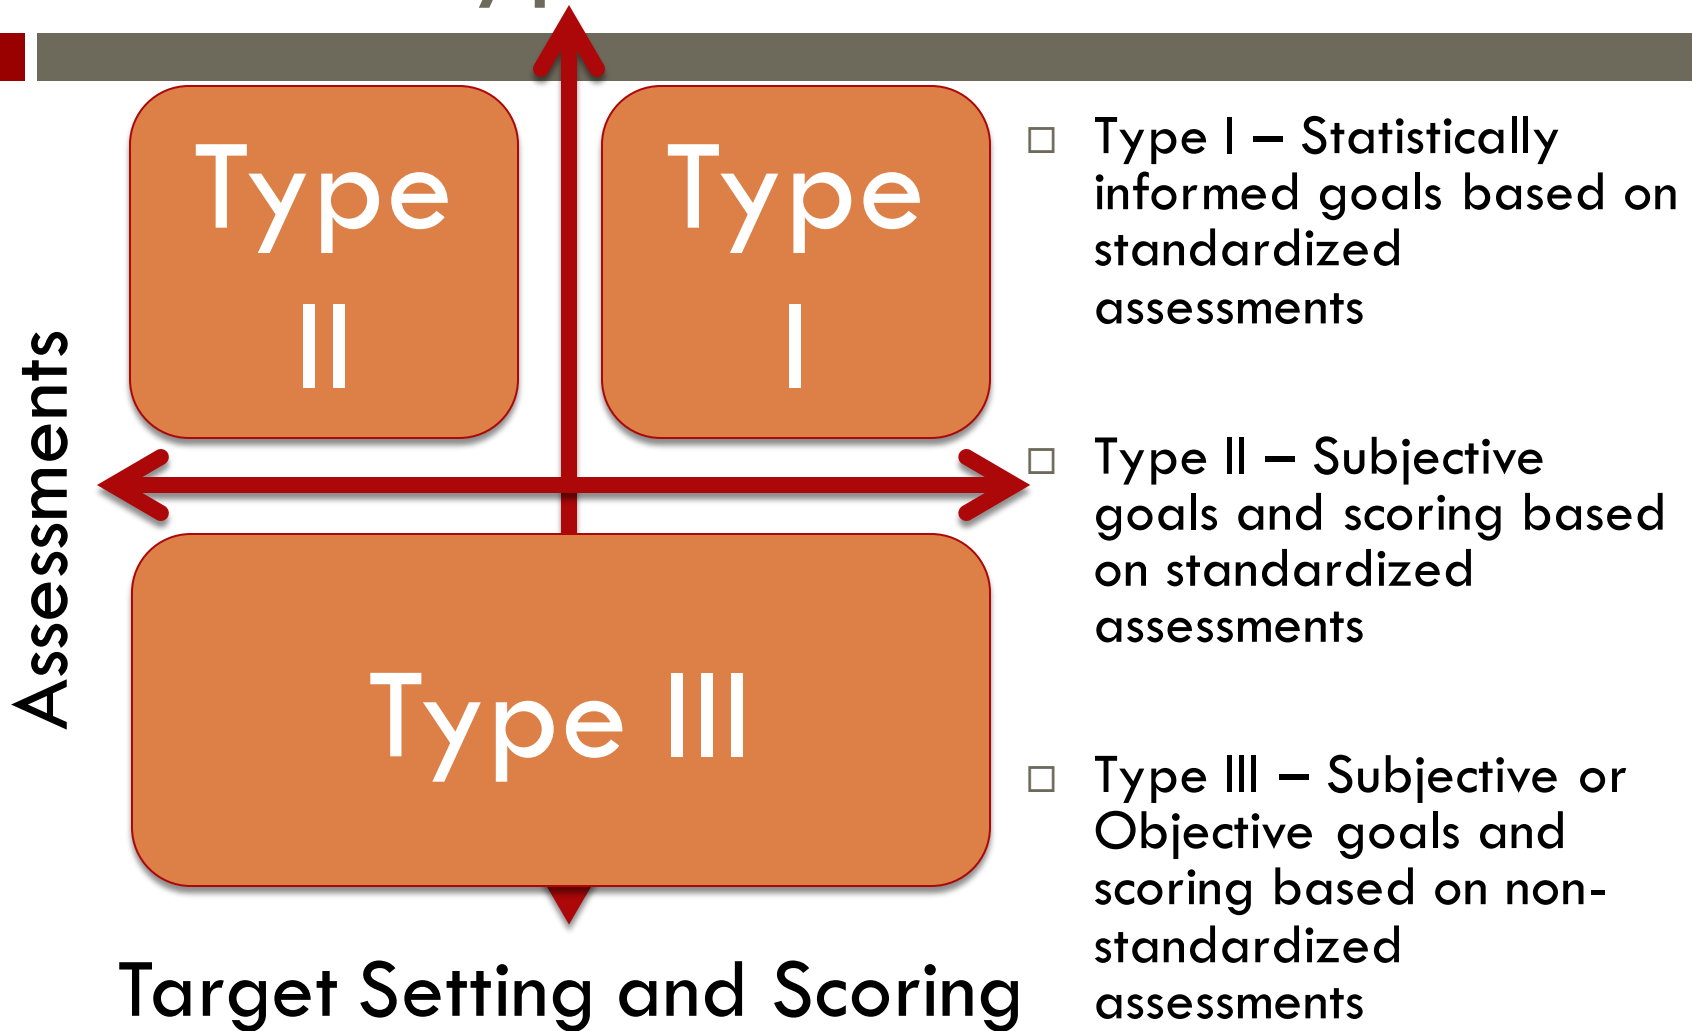 Type
II
Type
I
Type III
Assessments
Target Setting and Scoring
Type I – Statistically
informed goals based on
standardized
assessments
Type II – Subjective
goals and scoring based
on standardized
assessments
Type III – Subjective or
Objective goals and
scoring based on non-
standardized
assessments